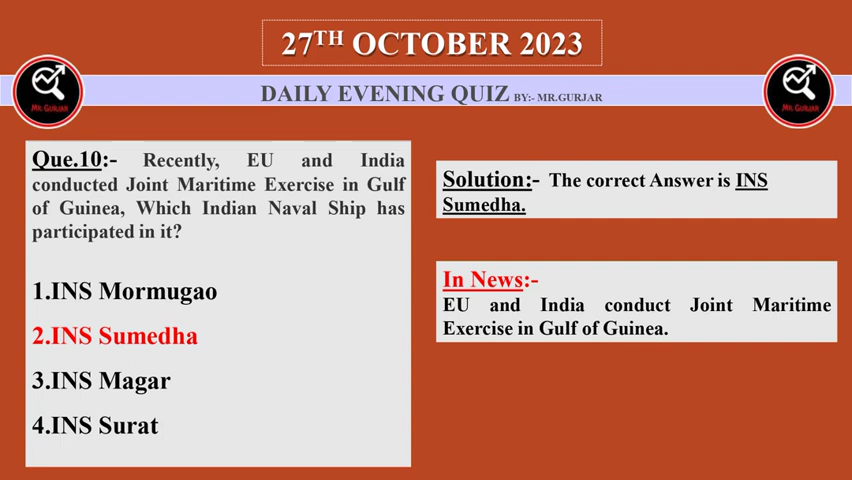 27TH OCTOBER 2023
DAILY EVENING QUIZ BY:- MR.GURJAR
MR.GURJAR
MR.GURJAR
Que.10:- Recently, EU and India
conducted Joint Maritime Exercise in Gulf
of Guinea, Which Indian Naval Ship has
participated in it?
1.INS Mormugao
2.INS Sumedha
3.INS Magar
4.INS Surat
Solution:- The correct Answer is INS
Sumedha.
In News:-
EU and India conduct Joint Maritime
Exercise in Gulf of Guinea.